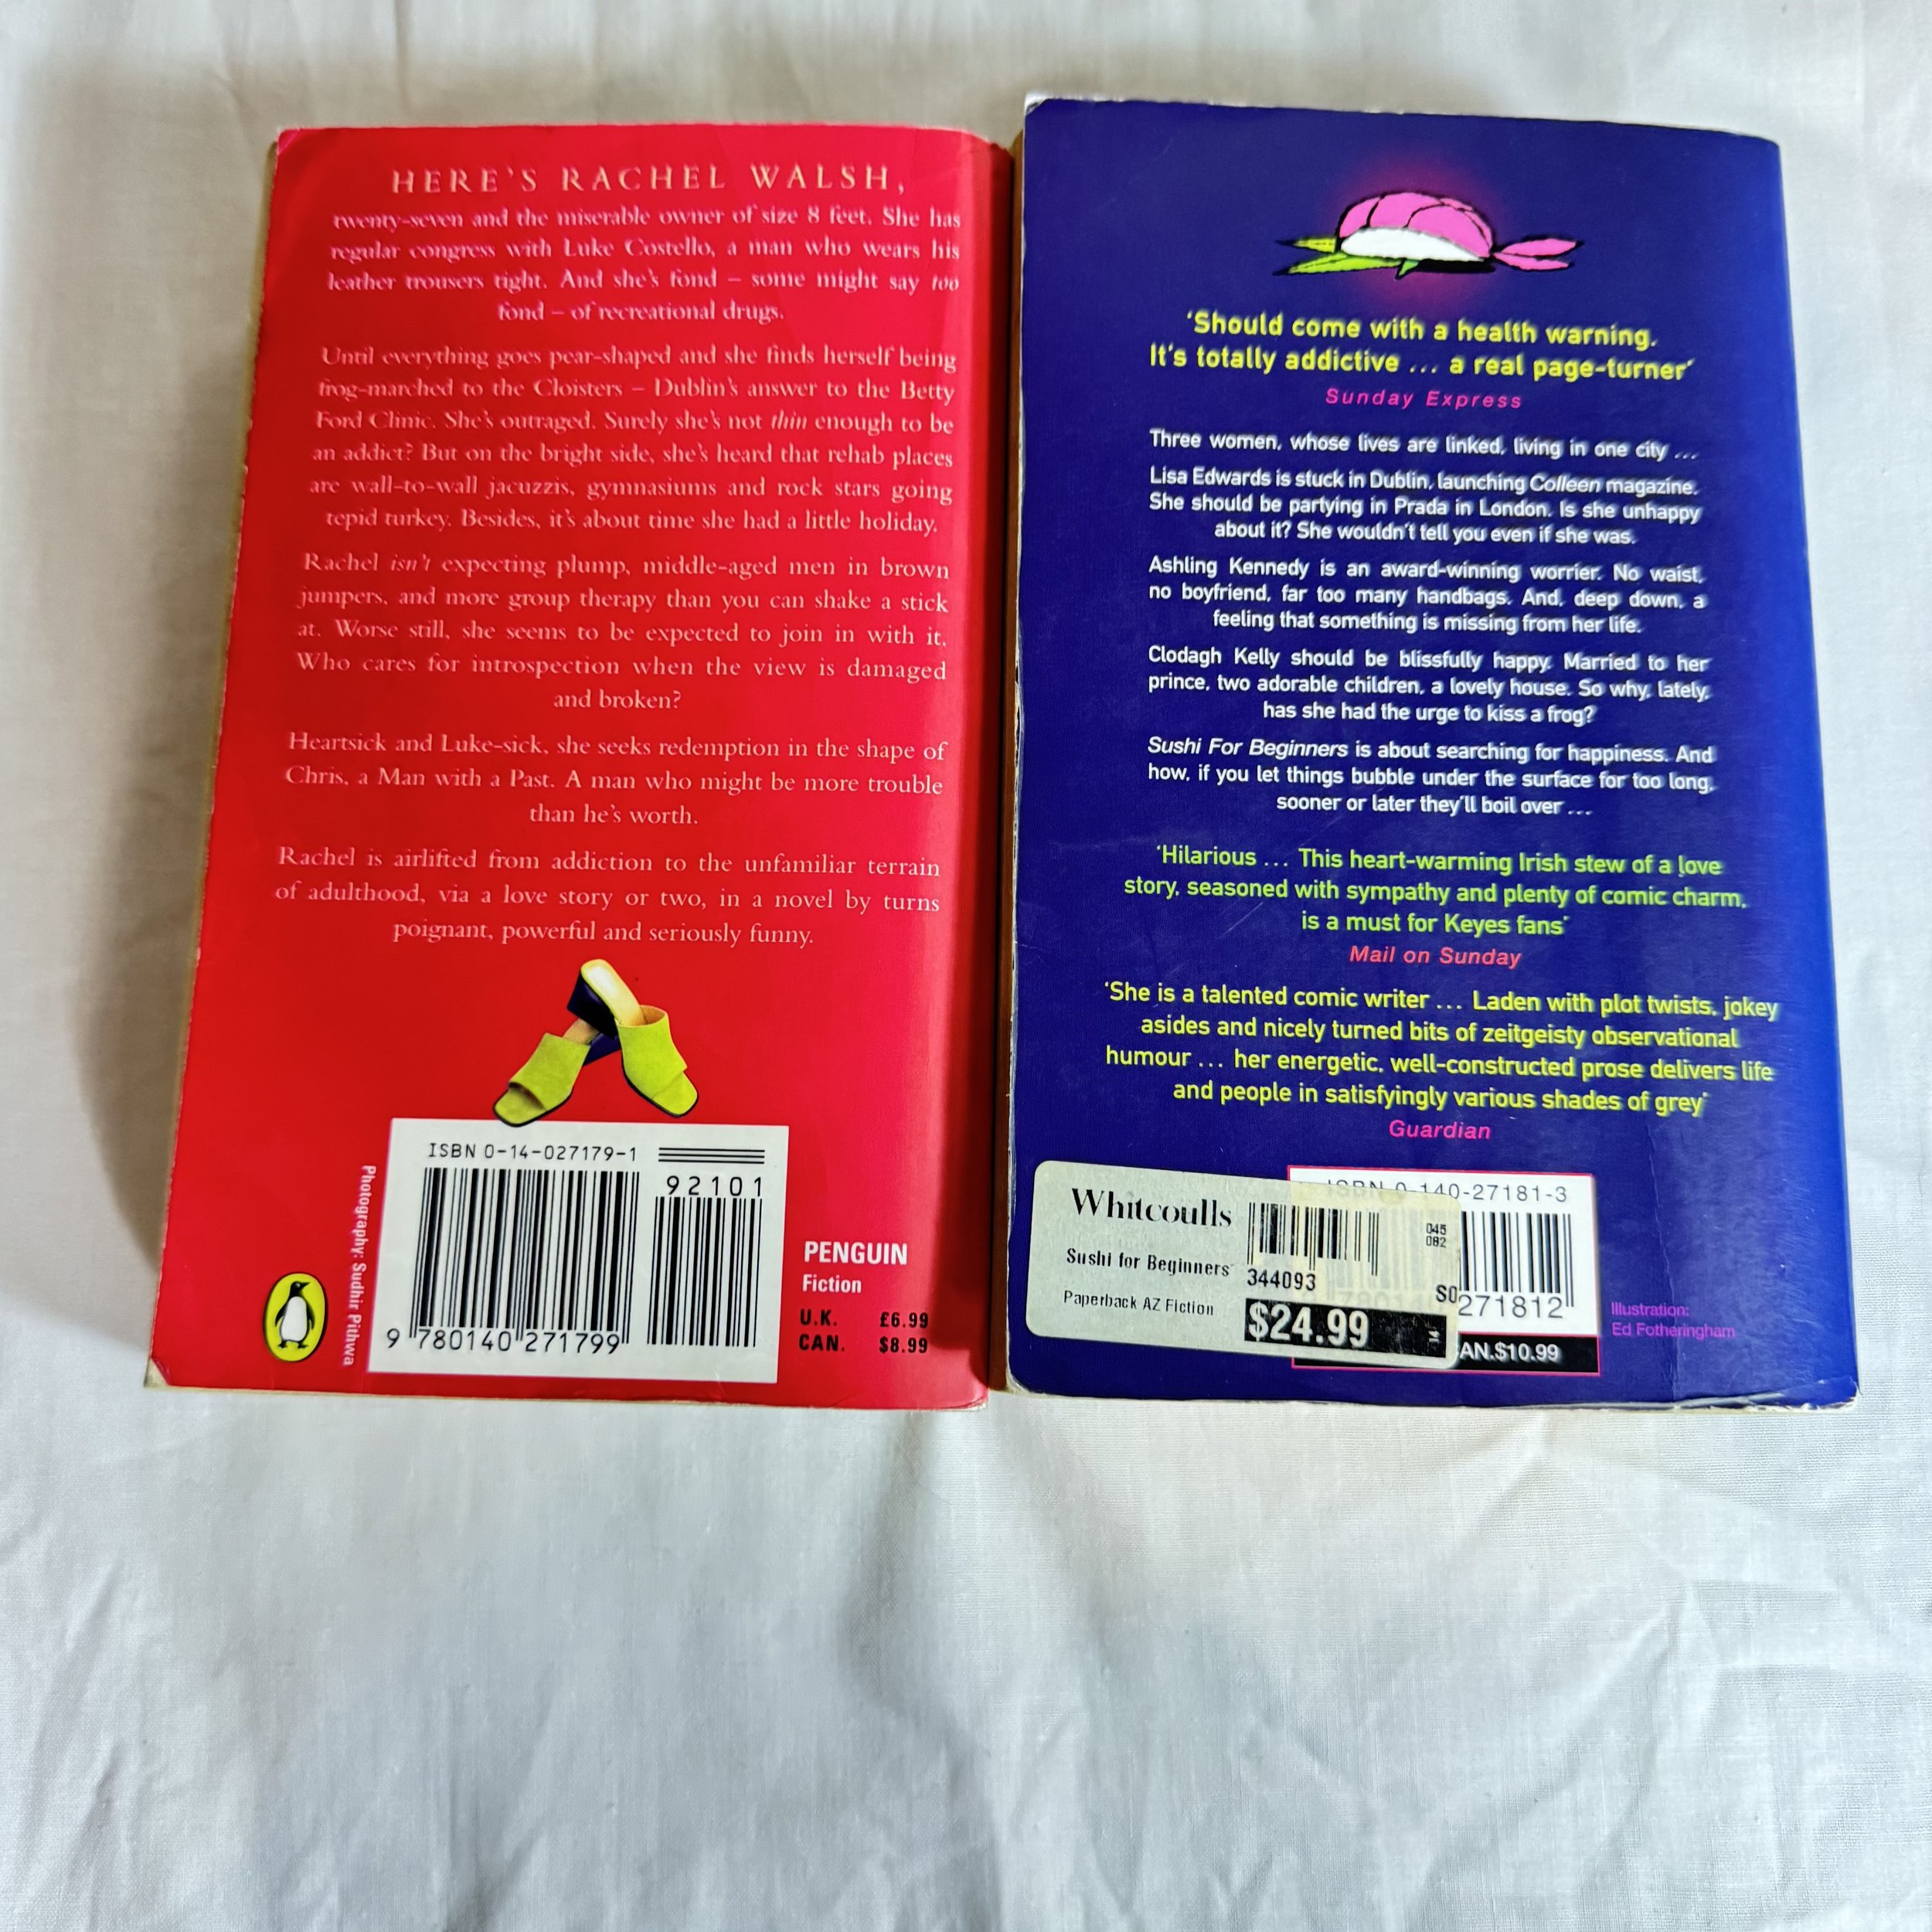 HERE'S RACHEL WALSH,
twenty-seven and the miserable owner of size 8 feet. She has
regular congress with Luke Costello, a man who wears his
leather trousers tight. And she's fond – some might say too
fond – of recreational drugs.
Until everything goes pear-shaped and she finds herself being
frog-marched to the Cloisters – Dublin's answer to the Betty
Ford Clinic. She's outraged. Surely she's not thin enough to be
an addict? But on the bright side, she's heard that rehab places
are wall-to-wall jacuzzis, gymnasiums and rock stars going
tepid turkey. Besides, it's about time she had a little holiday.
Rachel isn't expecting plump, middle-aged men in brown
jumpers, and more group therapy than you can shake a stick
at. Worse still, she seems to be expected to join in with it.
Who cares for introspection when the view is damaged
and broken?
Heartsick and Luke-sick, she seeks redemption in the shape of
Chris, a Man with a Past. A man who might be more trouble
than he's worth.
Rachel is airlifted from addiction to the unfamiliar terrain
of adulthood, via a love story or two, in a novel by turns
poignant, powerful and seriously funny.
Photography: Sudhir Pithwa
ISBN 0-14-027179-1
92101
9 780140 271799
PENGUIN
Fiction
U.K. £6.99
CAN. $8.99
'Should come with a health warning.
It's totally addictive ... a real page-turner'
Sunday Express
Three women, whose lives are linked, living in one city ...
Lisa Edwards is stuck in Dublin, launching Colleen magazine.
She should be partying in Prada in London. Is she unhappy
about it? She wouldn't tell you even if she was.
Ashling Kennedy is an award-winning worrier. No waist,
no boyfriend, far too many handbags. And, deep down, a
feeling that something is missing from her life.
Clodagh Kelly should be blissfully happy. Married to her
prince, two adorable children, a lovely house. So why, lately,
has she had the urge to kiss a frog?
Sushi For Beginners is about searching for happiness. And
how, if you let things bubble under the surface for too long,
sooner or later they'll boil over ...
'Hilarious ... This heart-warming Irish stew of a love
story, seasoned with sympathy and plenty of comic charm,
is a must for Keyes fans'
Mail on Sunday
'She is a talented comic writer ... Laden with plot twists, jokey
asides and nicely turned bits of zeitgeisty observational
humour ... her energetic, well-constructed prose delivers life
and people in satisfyingly various shades of grey'
Guardian
ISBN 0-140-27181-3
Whitcoulls
045
082
Sushi for Beginners
344093
SO
Paperback AZ Fiction
$24.99
14
271812
AN.$10.99
Illustration:
Ed Fotheringham